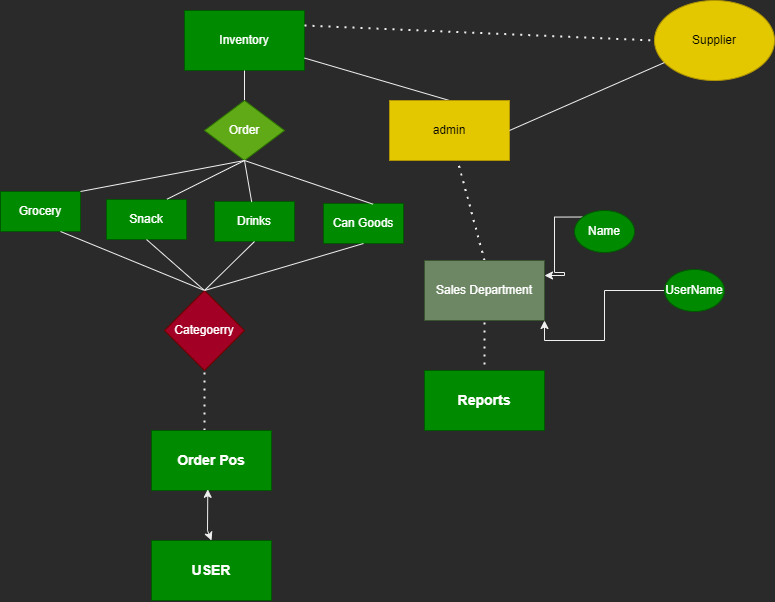 Inventory
Supplier
Order
admin
Grocery
Snack
Drinks
Can Goods
Name
Sales Department
UserName
Categoerry
Reports
Order Pos
USER